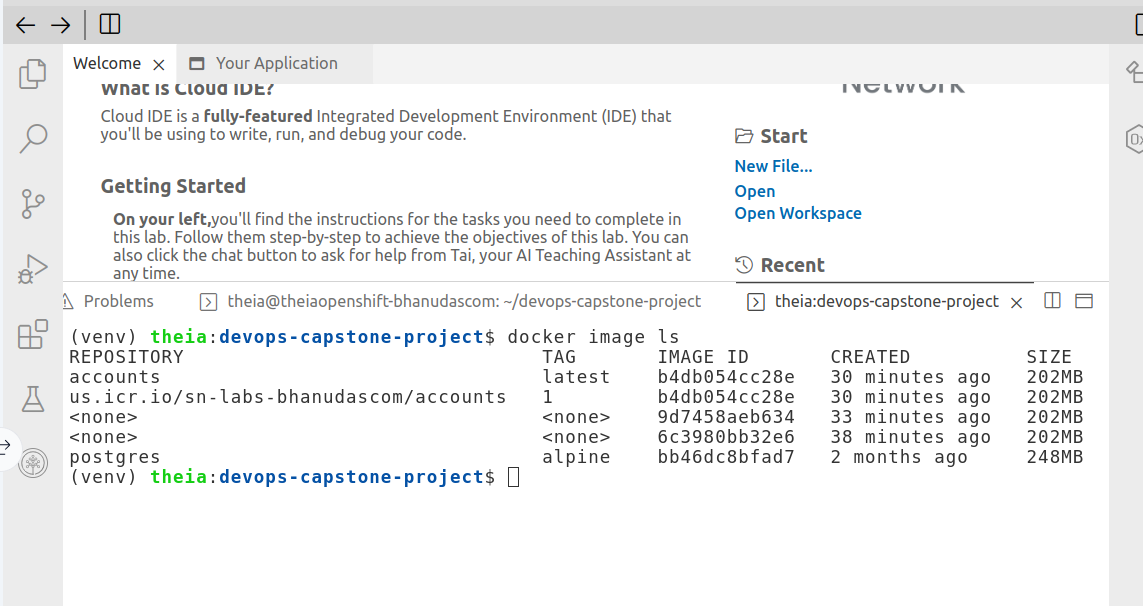 Welcome
Your Application
What is Cloud IDE?
Cloud IDE is a fully-featured Integrated Development Environment (IDE) that
you'll be using to write, run, and debug your code.
Getting Started
On your left,you'll find the instructions for the tasks you need to complete in
this lab. Follow them step-by-step to achieve the objectives of this lab. You can
also click the chat button to ask for help from Tai, your AI Teaching Assistant at
any time.
Network
Start
New File...
Open
Open Workspace
Recent
Problems
theia@theiaopenshift-bhanudascom: ~/devops-capstone-project
theia:devops-capstone-project
(venv) theia:devops-capstone-project$ docker image ls
REPOSITORY TAG IMAGE ID CREATED SIZE
accounts latest b4db054cc28e 30 minutes ago 202MB
us.icr.io/sn-labs-bhanudascom/accounts 1 b4db054cc28e 30 minutes ago 202MB
<none> <none> 9d7458aeb634 33 minutes ago 202MB
<none> <none> 6c3980bb32e6 38 minutes ago 202MB
postgres alpine bb46dc8bfad7 2 months ago 248MB
(venv) theia:devops-capstone-project$